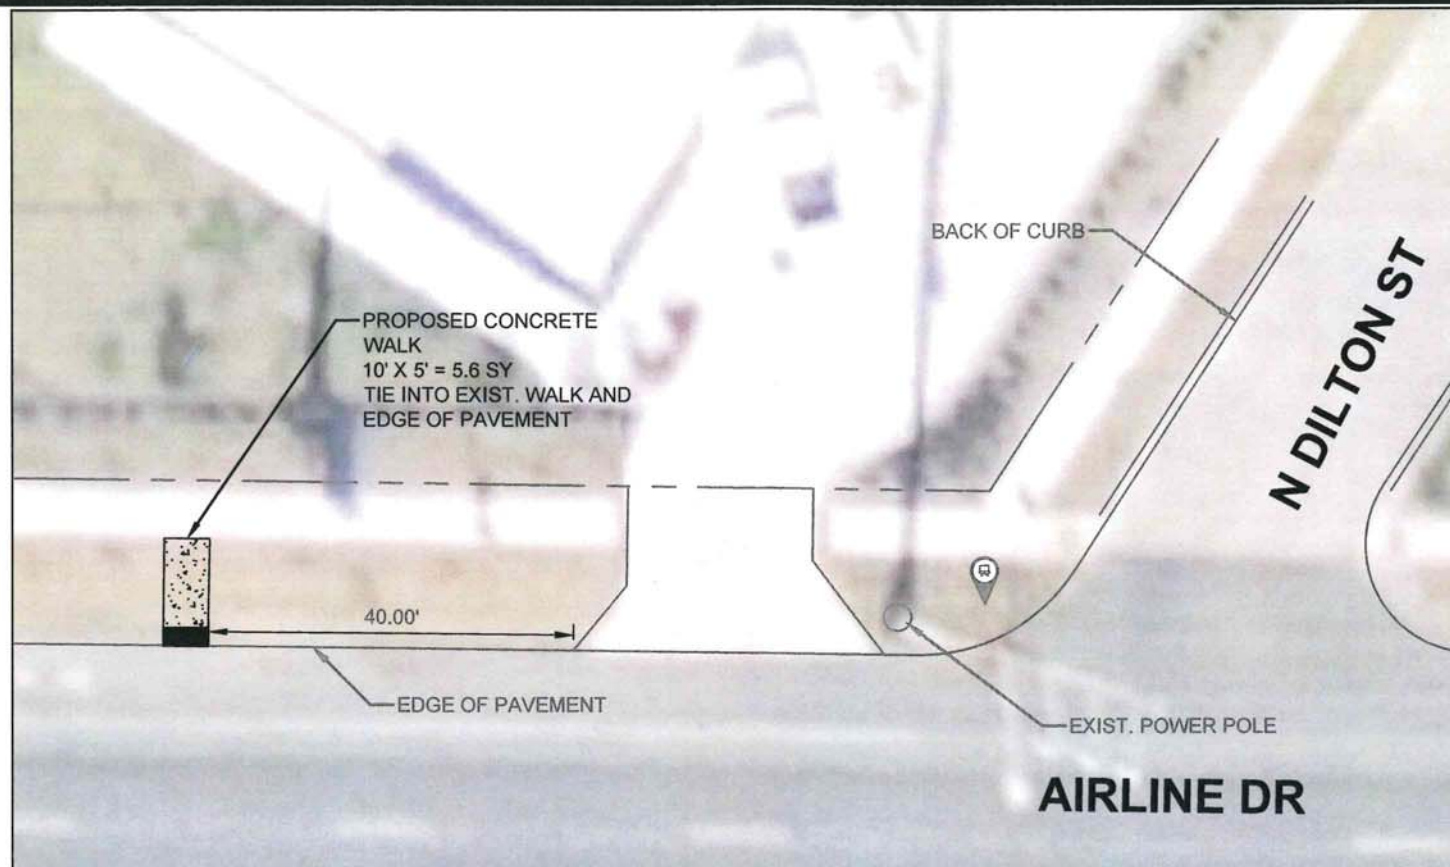 BACK OF CURB
N DILTON ST
PROPOSED CONCRETE
WALK
10' X 5' = 5.6 SY
TIE INTO EXIST. WALK AND
EDGE OF PAVEMENT
40.00'
EDGE OF PAVEMENT
EXIST. POWER POLE
AIRLINE DR